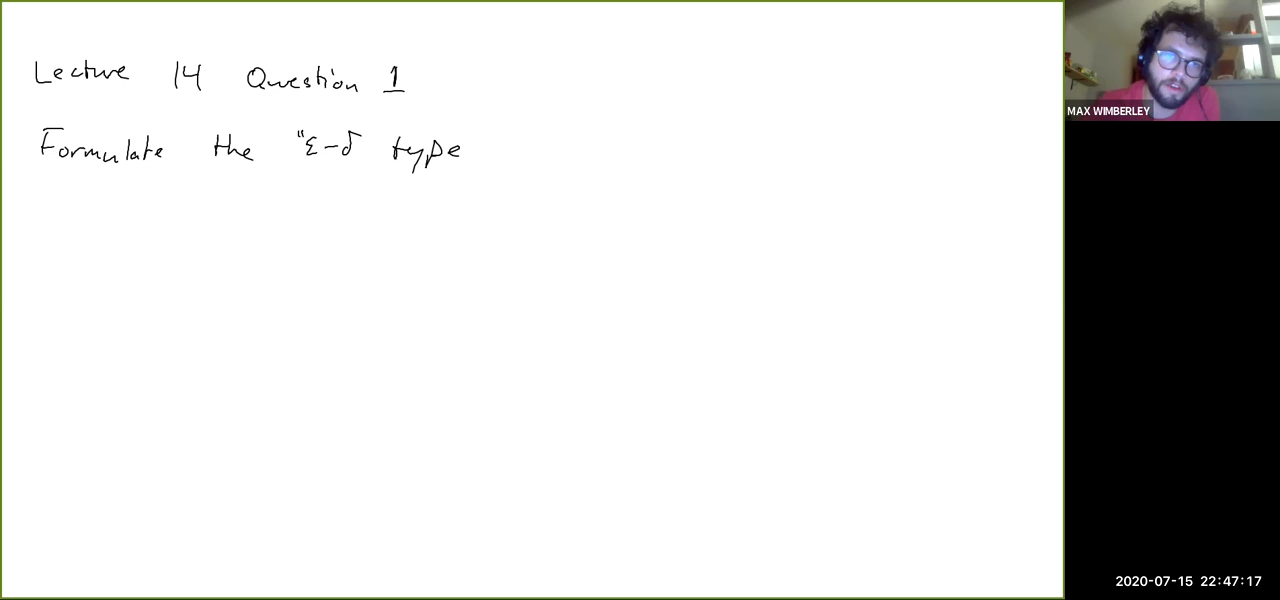 Lecture 14 Question 1
Formulate the "ε-δ type
MAX WIMBERLEY
2020-07-15 22:47:17